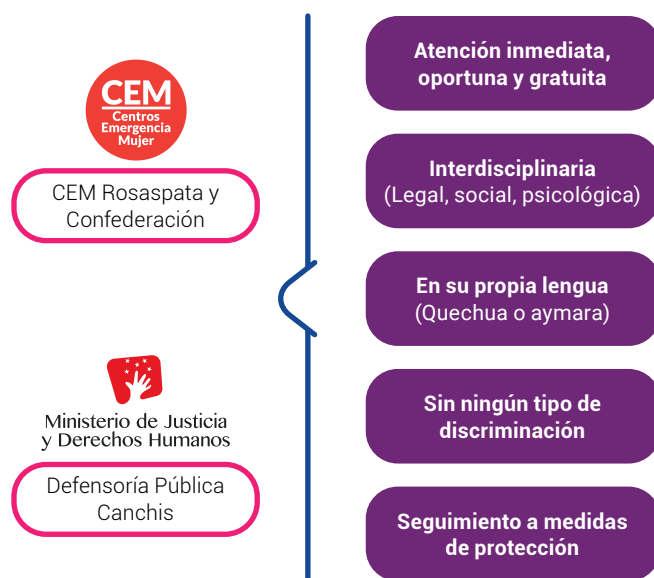 CEM
Centros
Emergencia
Mujer
CEM Rosaspata y
Confederación
Ministerio de Justicia
y Derechos Humanos
Defensoría Pública
Canchis
Atención inmediata,
oportuna y gratuita
Interdisciplinaria
(Legal, social, psicológica)
En su propia lengua
(Quechua o aymara)
Sin ningún tipo de
discriminación
Seguimiento a medidas
de protección